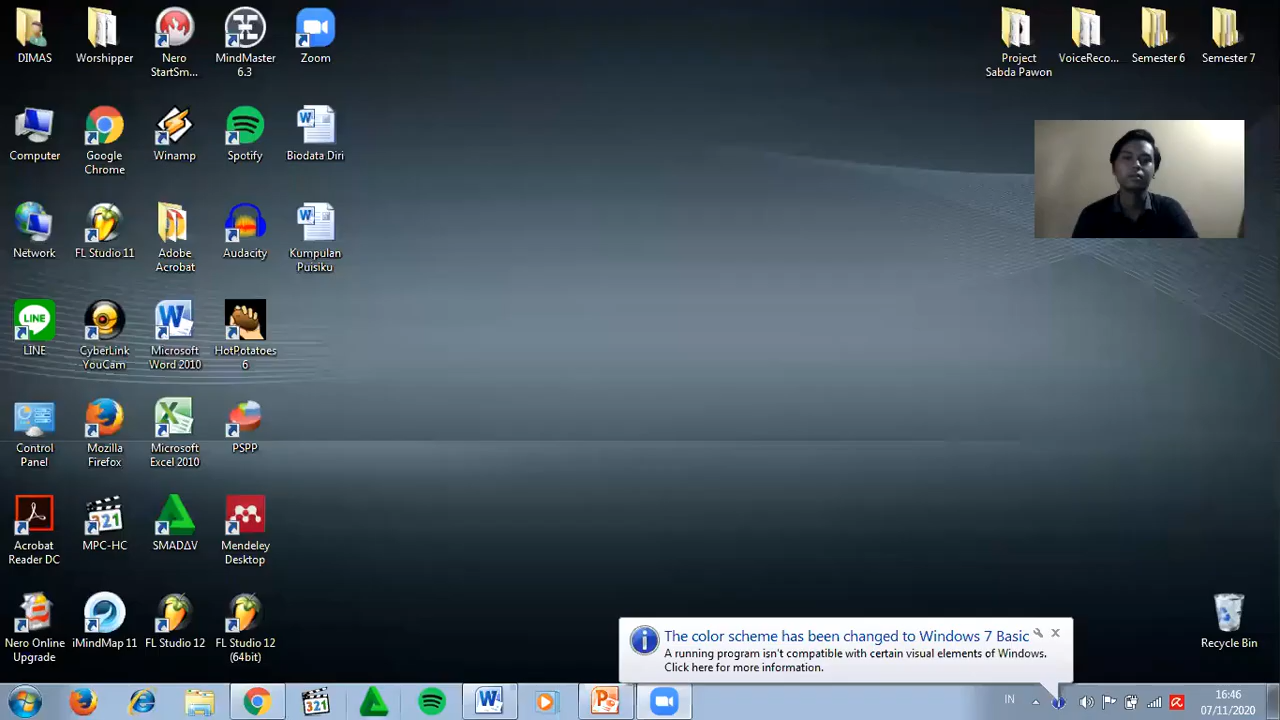 DIMAS
Worshipper
Nero
StartSm...
MindMaster
6.3
Zoom
Project
Sabda Pawon
VoiceReco...
Semester 6
Semester 7
Computer
Google
Chrome
Winamp
Spotify
Biodata Diri
Network
FL Studio 11
Adobe
Acrobat
Audacity
Kumpulan
Puisiku
LINE
LINE
CyberLink
YouCam
Microsoft
Word 2010
HotPotatoes
6
Control
Panel
Mozilla
Firefox
Microsoft
Excel 2010
PSPP
Acrobat
Reader DC
321
MPC-HC
SMADΔV
Mendeley
Desktop
Nero Online
Upgrade
iMindMap 11
FL Studio 12
FL Studio 12
(64bit)
Recycle Bin
The color scheme has been changed to Windows 7 Basic
A running program isn't compatible with certain visual elements of Windows.
Click here for more information.
321
IN
16:46
07/11/2020